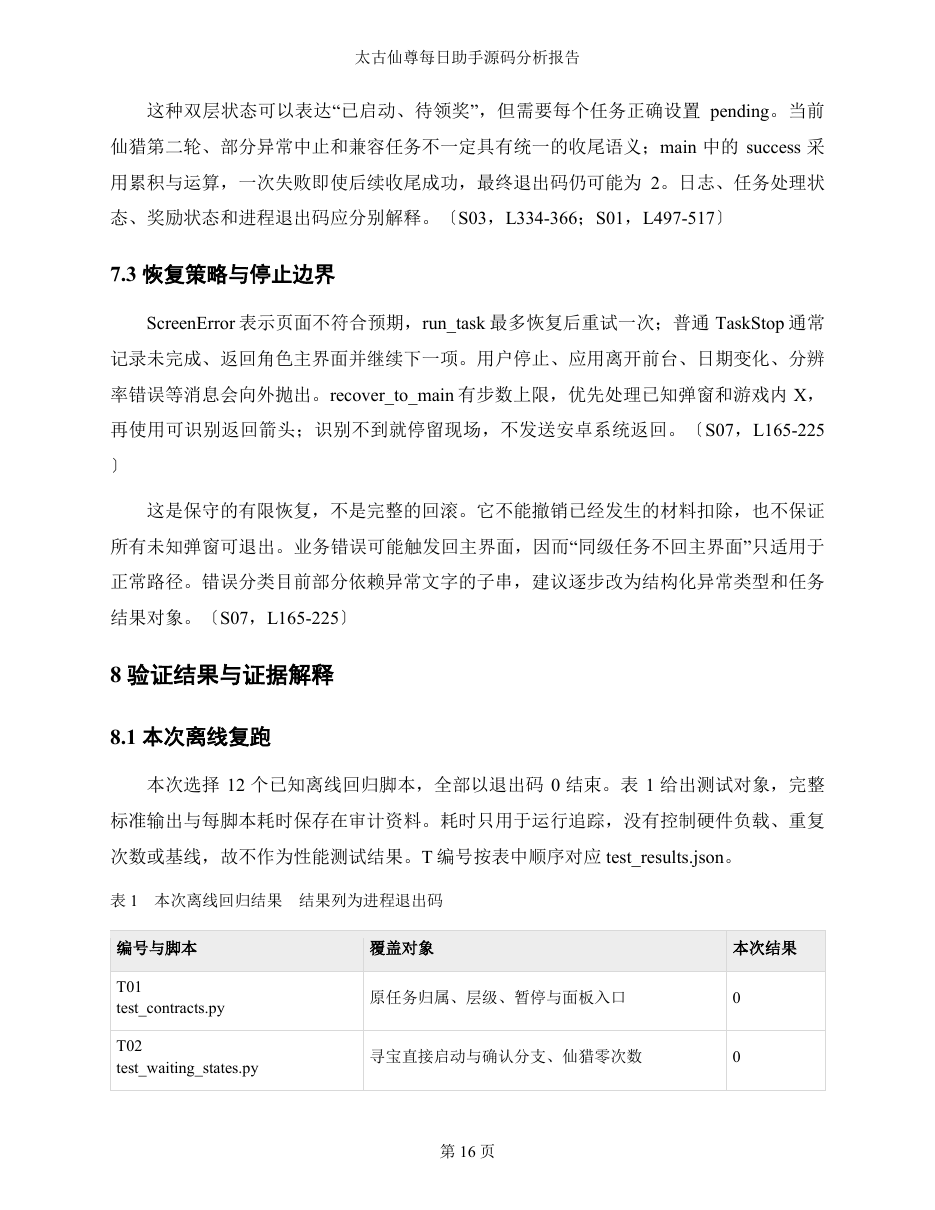 太古仙尊每日助手源码分析报告
这种双层状态可以表达“已启动、待领奖”，但需要每个任务正确设置 pending。当前
仙猎第二轮、部分异常中止和兼容任务不一定具有统一的收尾语义；main 中的 success 采
用累积与运算，一次失败即使后续收尾成功，最终退出码仍可能为 2。日志、任务处理状
态、奖励状态和进程退出码应分别解释。〔S03，L334-366；S01，L497-517〕
7.3 恢复策略与停止边界
ScreenError 表示页面不符合预期，run_task 最多恢复后重试一次；普通 TaskStop 通常
记录未完成、返回角色主界面并继续下一项。用户停止、应用离开前台、日期变化、分辨
率错误等消息会向外抛出。recover_to_main 有步数上限，优先处理已知弹窗和游戏内 X，
再使用可识别返回箭头；识别不到就停留现场，不发送安卓系统返回。〔S07，L165-225
〕
这是保守的有限恢复，不是完整的回滚。它不能撤销已经发生的材料扣除，也不保证
所有未知弹窗可退出。业务错误可能触发回主界面，因而“同级任务不回主界面”只适用于
正常路径。错误分类目前部分依赖异常文字的子串，建议逐步改为结构化异常类型和任务
结果对象。〔S07，L165-225〕
8 验证结果与证据解释
8.1 本次离线复跑
本次选择 12 个已知离线回归脚本，全部以退出码 0 结束。表 1 给出测试对象，完整
标准输出与每脚本耗时保存在审计资料。耗时只用于运行追踪，没有控制硬件负载、重复
次数或基线，故不作为性能测试结果。T 编号按表中顺序对应 test_results.json。
表 1　本次离线回归结果　结果列为进程退出码
编号与脚本 覆盖对象 本次结果
T01
test_contracts.py 原任务归属、层级、暂停与面板入口 0
T02
test_waiting_states.py 寻宝直接启动与确认分支、仙猎零次数 0
第 16 页